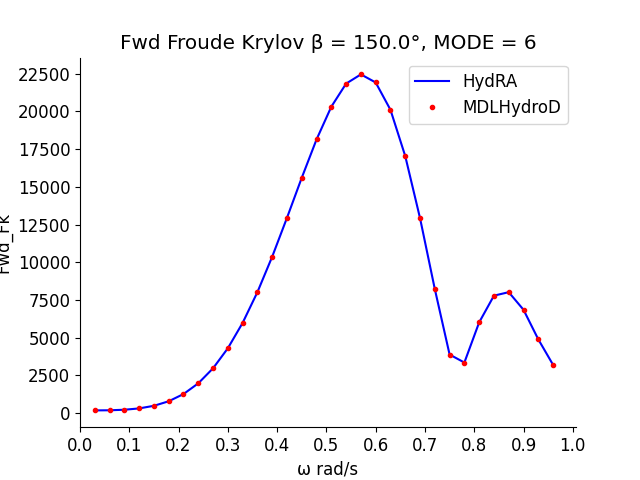 Fwd Froude Krylov β = 150.0°, MODE = 6
HydRA
MDLHydroD
22500
20000
17500
15000
12500
10000
7500
5000
2500
0
Fwd_Fk
0.0 0.1 0.2 0.3 0.4 0.5 0.6 0.7 0.8 0.9 1.0
ω rad/s